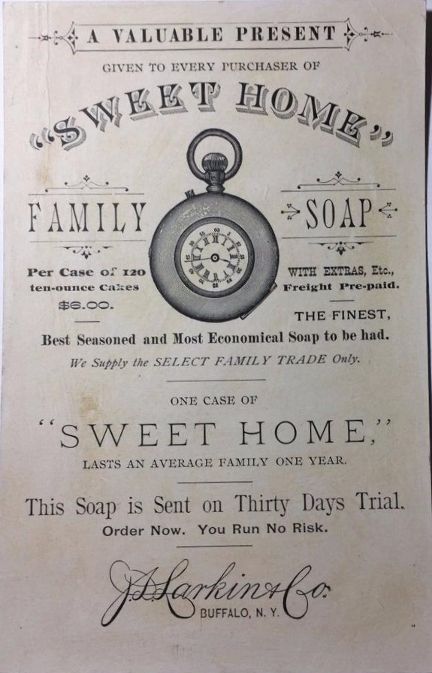 A VALUABLE PRESENT
GIVEN TO EVERY PURCHASER OF
"SWEET HOME"
FAMILY
SOAP
Per Case of 120
ten-ounce Cakes
$6.00.
WITH EXTRAS, Etc.,
Freight Pre-paid.
THE FINEST,
Best Seasoned and Most Economical Soap to be had.
We Supply the SELECT FAMILY TRADE Only.
ONE CASE OF
"SWEET HOME,"
LASTS AN AVERAGE FAMILY ONE YEAR.
This Soap is Sent on Thirty Days Trial.
Order Now. You Run No Risk.
J. D. Larkin & Co.
BUFFALO, N. Y.